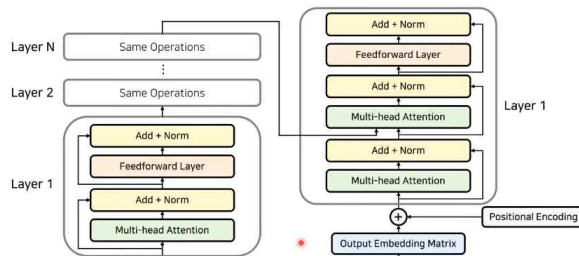 Layer N
Same Operations
Layer 2
Same Operations
Layer 1
Add + Norm
Feedforward Layer
Add + Norm
Multi-head Attention
Add + Norm
Feedforward Layer
Add + Norm
Multi-head Attention
Layer 1
Add + Norm
Multi-head Attention
Positional Encoding
Output Embedding Matrix